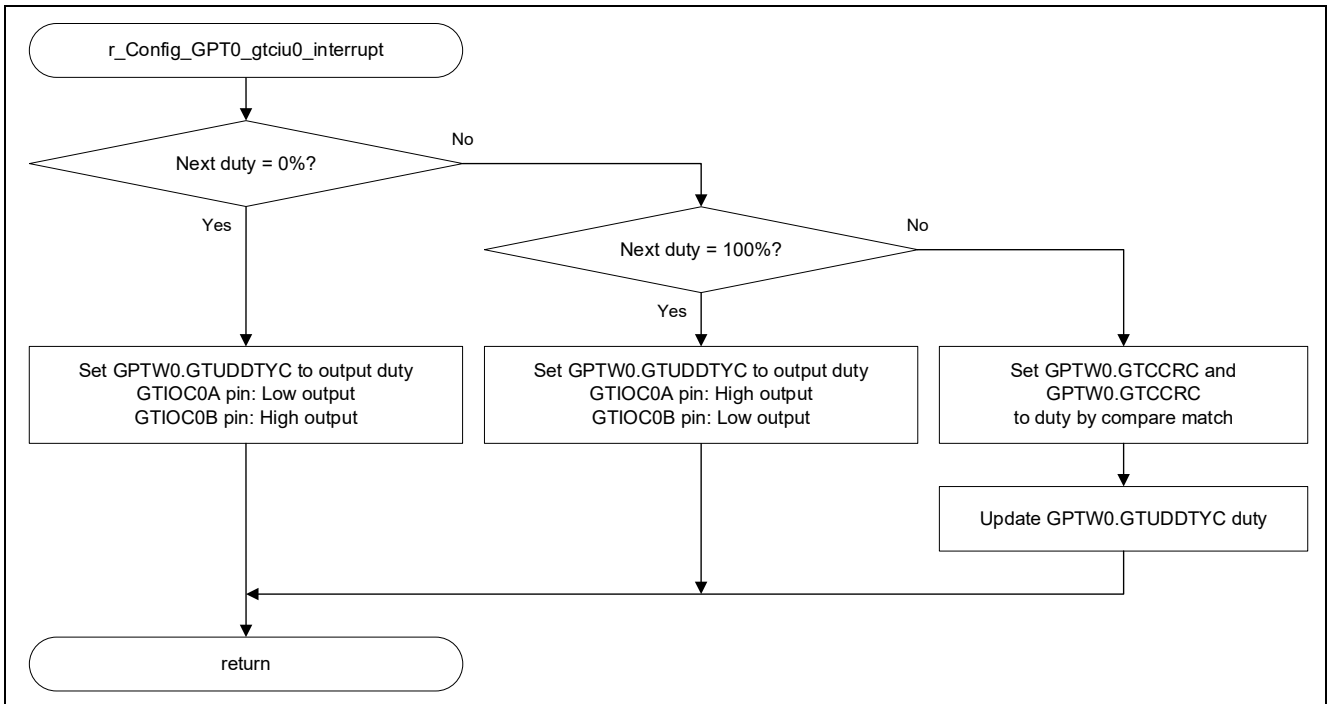 r_Config_GPT0_gtciu0_interrupt
Next duty = 0%?
No
Yes
Next duty = 100%?
No
Yes
Set GPTW0.GTUDDTYC to output duty
GTIOC0A pin: Low output
GTIOC0B pin: High output
Set GPTW0.GTUDDTYC to output duty
GTIOC0A pin: High output
GTIOC0B pin: Low output
Set GPTW0.GTCCRC and
GPTW0.GTCCRC
to duty by compare match
Update GPTW0.GTUDDTYC duty
return